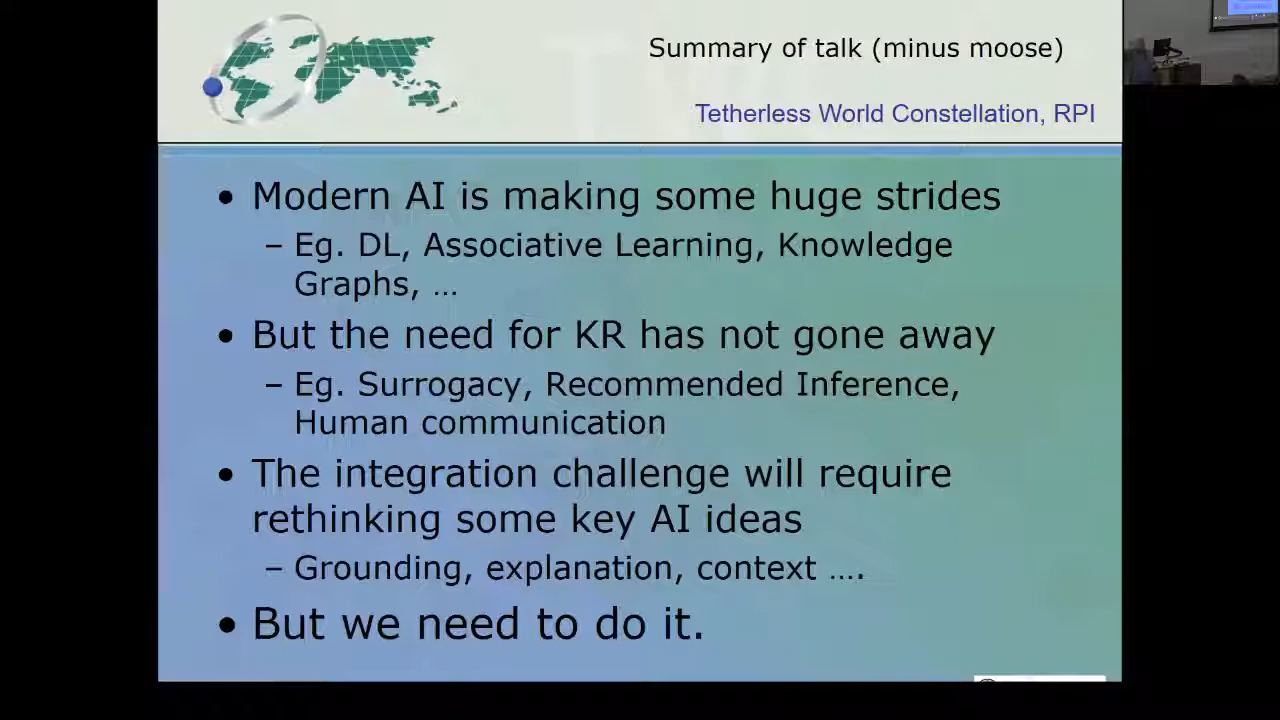 Summary of talk (minus moose)
Tetherless World Constellation, RPI
• Modern AI is making some huge strides
– Eg. DL, Associative Learning, Knowledge
Graphs, …
• But the need for KR has not gone away
– Eg. Surrogacy, Recommended Inference,
Human communication
• The integration challenge will require
rethinking some key AI ideas
– Grounding, explanation, context ….
• But we need to do it.